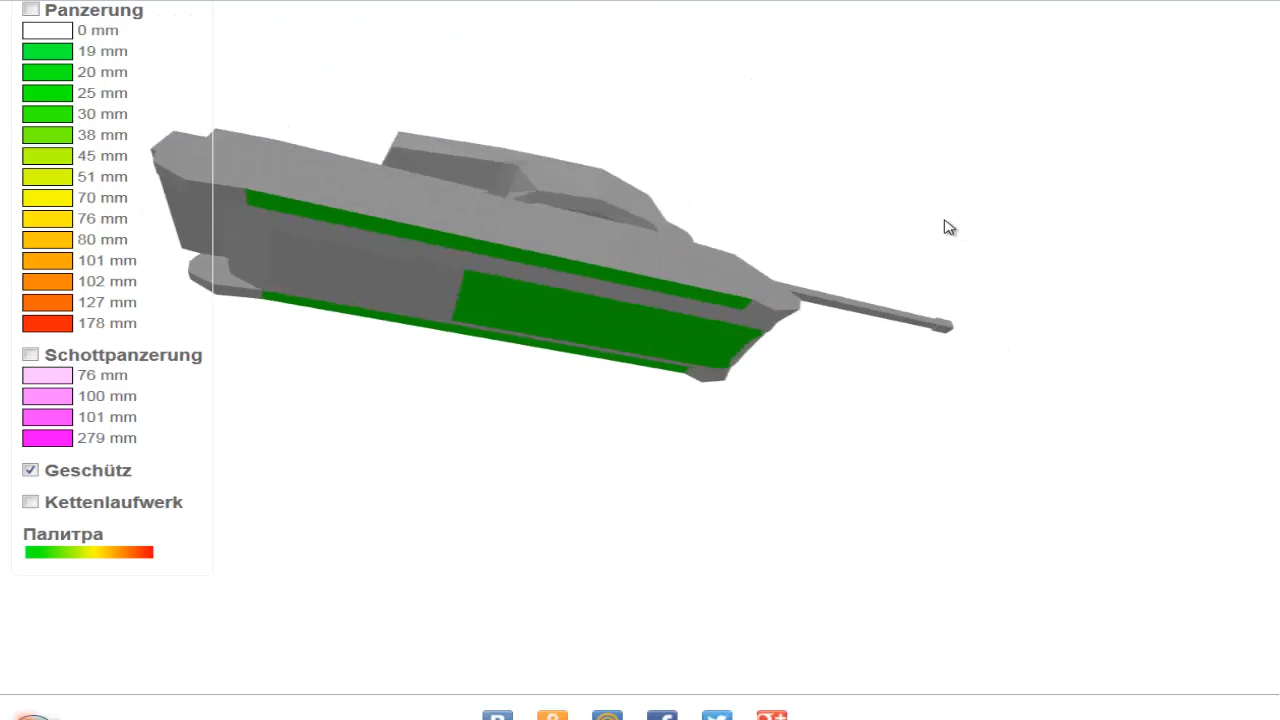 Panzerung
0 mm
19 mm
20 mm
25 mm
30 mm
38 mm
45 mm
51 mm
70 mm
76 mm
80 mm
101 mm
102 mm
127 mm
178 mm
Schottpanzerung
76 mm
100 mm
101 mm
279 mm
Geschütz
Kettenlaufwerk
Палитра